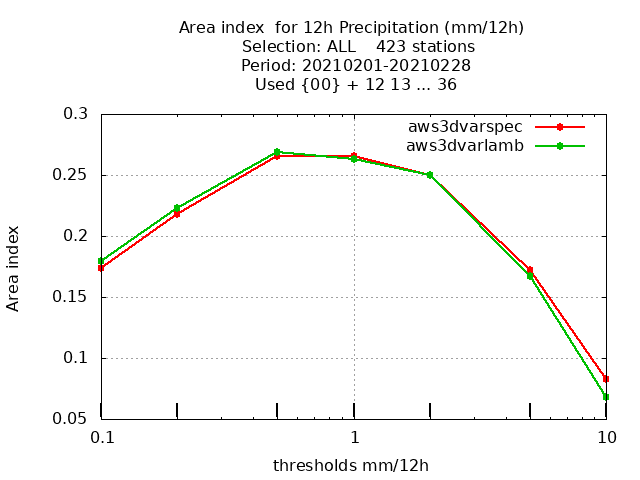 Area index  for 12h Precipitation (mm/12h)
Selection: ALL    423 stations
Period: 20210201-20210228
Used {00} + 12 13 ... 36
0.3
0.25
0.2
0.15
0.1
0.05
Area index
aws3dvarspec
aws3dvarlamb
0.1
1
10
thresholds mm/12h